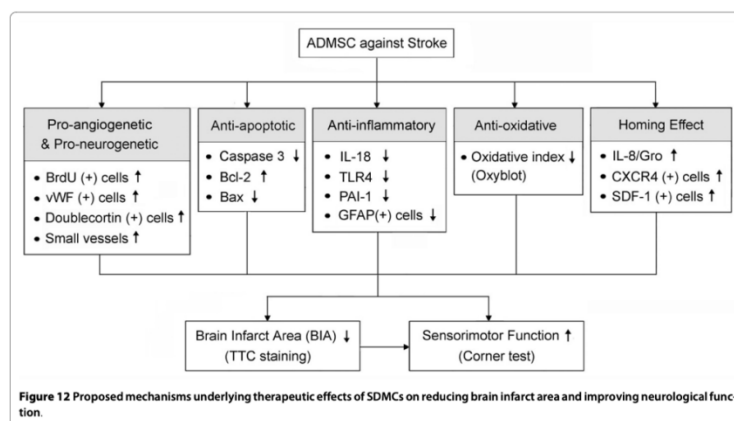 ADMSC against Stroke
Pro-angiogenetic
& Pro-neurogenetic
• BrdU (+) cells ↑
• vWF (+) cells ↑
• Doublecortin (+) cells ↑
• Small vessels ↑
Anti-apoptotic
• Caspase 3 ↓
• Bcl-2 ↑
• Bax ↓
Anti-inflammatory
• IL-18 ↓
• TLR4 ↓
• PAI-1 ↓
• GFAP(+) cells ↓
Anti-oxidative
• Oxidative index ↓
(Oxyblot)
Homing Effect
• IL-8/Gro ↑
• CXCR4 (+) cells ↑
• SDF-1 (+) cells ↑
Brain Infarct Area (BIA) ↓
(TTC staining)
Sensorimotor Function ↑
(Corner test)
Figure 12 Proposed mechanisms underlying therapeutic effects of SDMCs on reducing brain infarct area and improving neurological func-
tion.